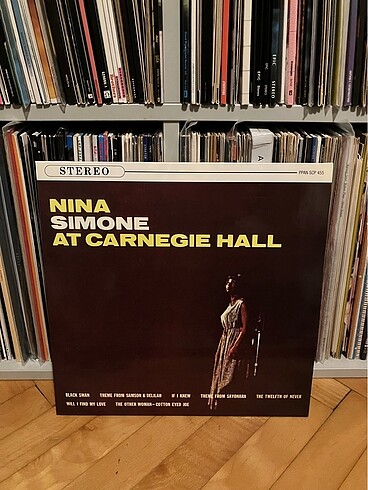 STEREO
PPAN SCP 455
NINA
SIMONE
AT CARNEGIE HALL
BLACK SWAN THEME FROM SAMSON & DELILAH IF I KNEW THEME FROM SAYONARA THE TWELFTH OF NEVER
WILL I FIND MY LOVE THE OTHER WOMAN—COTTON EYED JOE